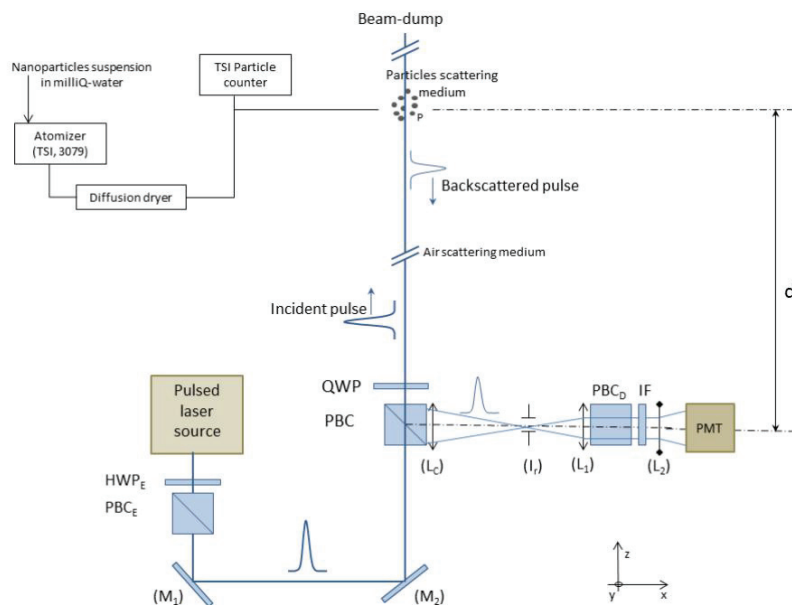 Beam-dump
Nanoparticles suspension
in milliQ-water
TSI Particle
counter
Particles scattering
medium
P
Atomizer
(TSI, 3079)
Diffusion dryer
Backscattered pulse
Air scattering medium
d
Incident pulse
Pulsed
laser
source
QWP
PBC
PBC_D
IF
PMT
(L_C)
(I_r)
(L_1)
(L_2)
HWP_E
PBC_E
(M_1)
(M_2)
z
y
x